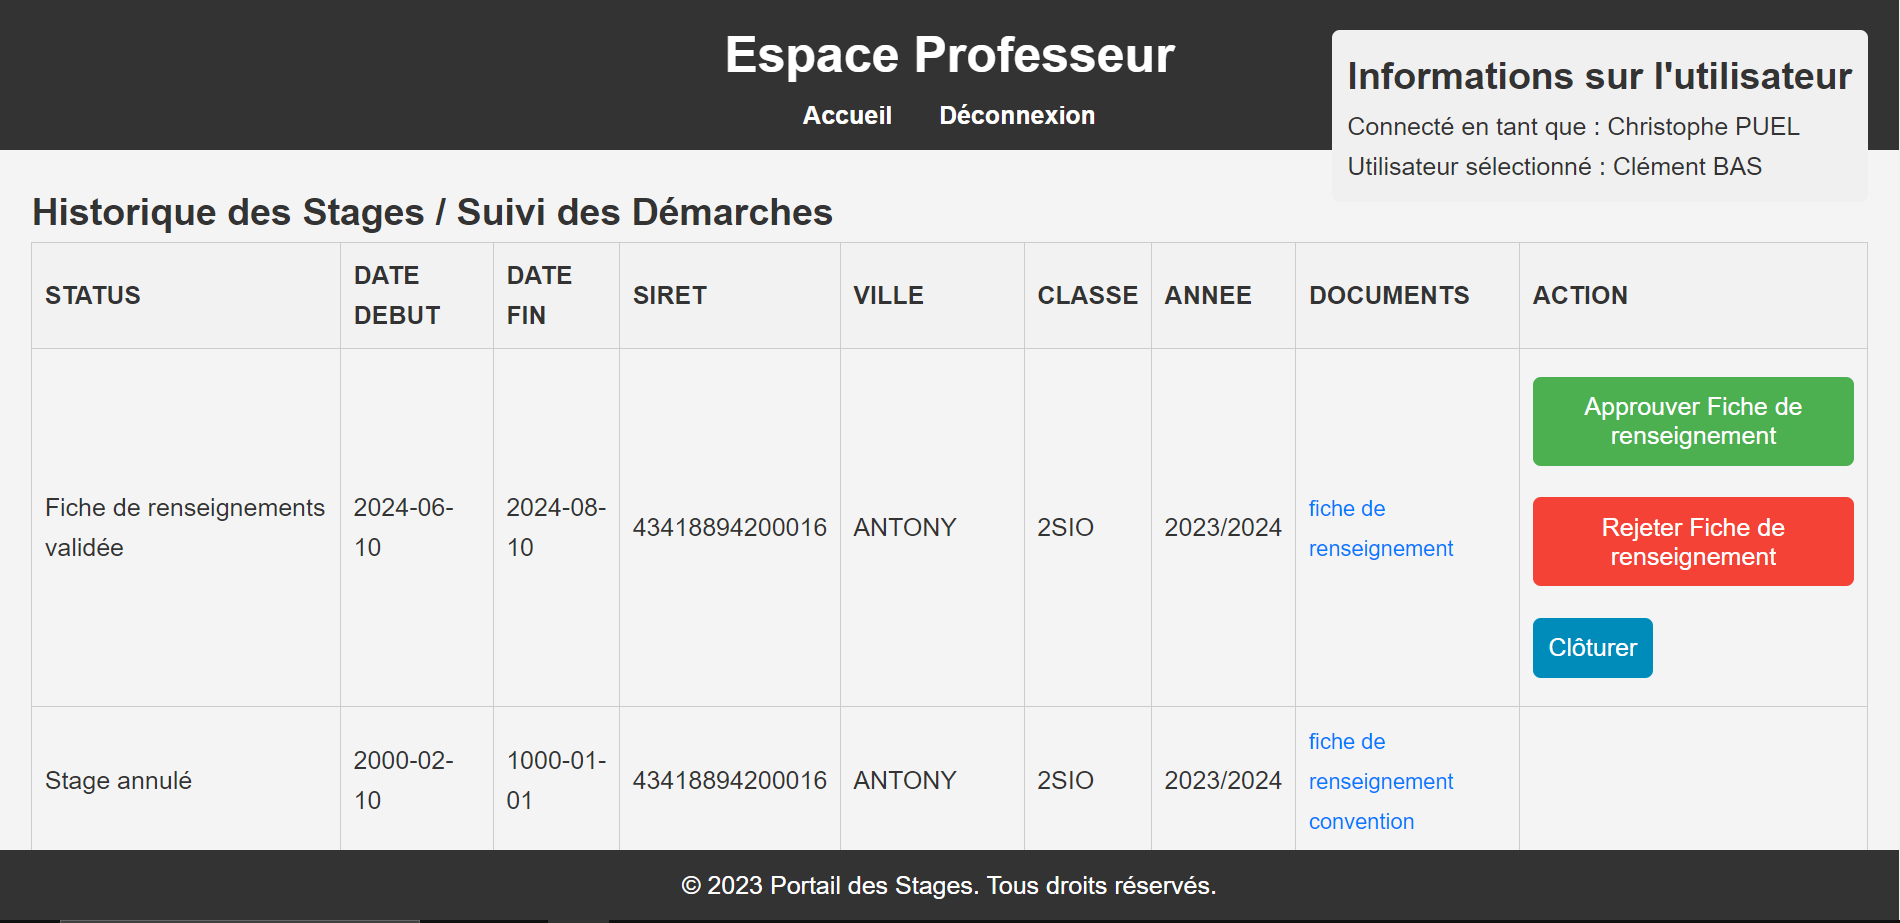 Espace Professeur
Accueil Déconnexion
Informations sur l'utilisateur
Connecté en tant que : Christophe PUEL
Utilisateur sélectionné : Clément BAS
Historique des Stages / Suivi des Démarches
STATUS
DATE
DEBUT
DATE
FIN
SIRET
VILLE
CLASSE
ANNEE
DOCUMENTS
ACTION
Fiche de renseignements
validée
2024-06-
10
2024-08-
10
43418894200016
ANTONY
2SIO
2023/2024
fiche de
renseignement
Approuver Fiche de
renseignement
Rejeter Fiche de
renseignement
Clôturer
Stage annulé
2000-02-
10
1000-01-
01
43418894200016
ANTONY
2SIO
2023/2024
fiche de
renseignement
convention
© 2023 Portail des Stages. Tous droits réservés.